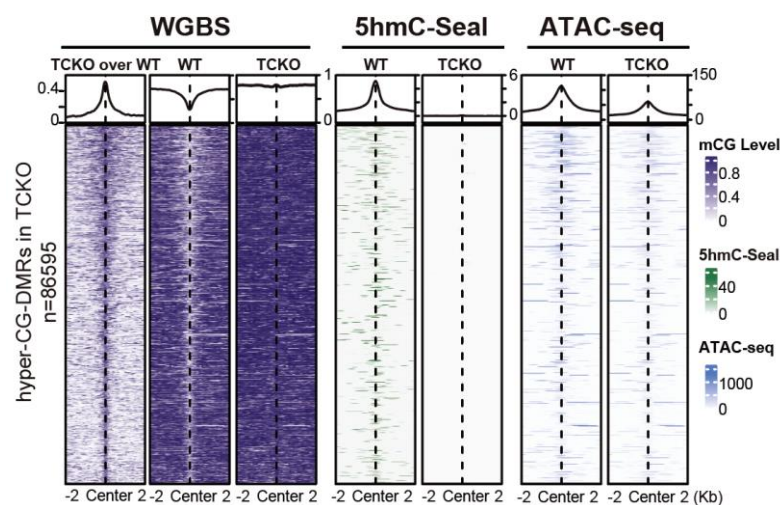 WGBS 5hmC-Seal ATAC-seq
TCKO over WT WT TCKO WT TCKO WT TCKO
0.4
0
1
0
6
0
150
100
50
0
hyper-CG-DMRs in TCKO
n=86595
mCG Level
0.8
0.4
0
5hmC-Seal
40
0
ATAC-seq
1000
0
-2 Center 2 -2 Center 2 -2 Center 2 -2 Center 2 -2 Center 2 -2 Center 2 -2 Center 2 (Kb)